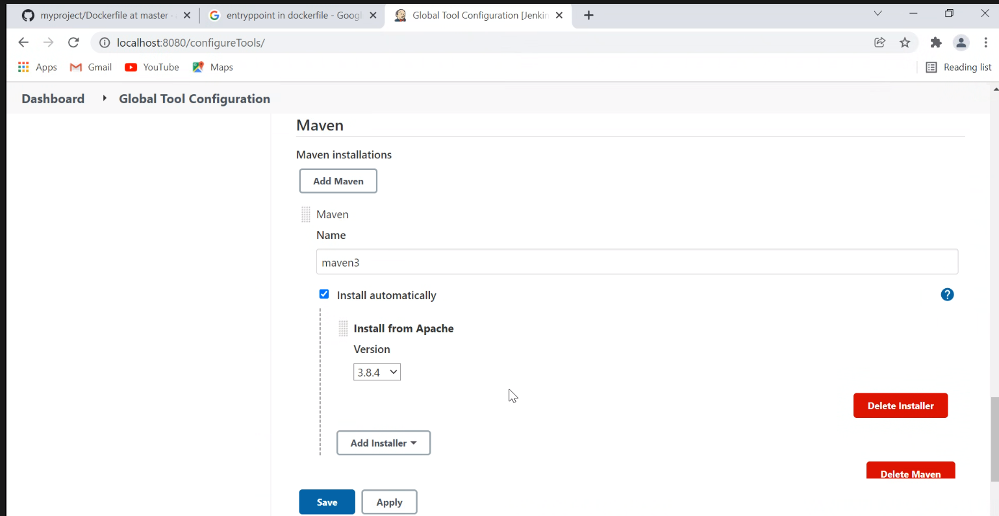 myproject/Dockerfile at master ·
entryppoint in dockerfile - Googl
Global Tool Configuration [Jenkin
localhost:8080/configureTools/
Apps
Gmail
YouTube
Maps
Reading list
Dashboard
Global Tool Configuration
Maven
Maven installations
Add Maven
Maven
Name
maven3
Install automatically
?
Install from Apache
Version
3.8.4
Delete Installer
Add Installer
Delete Maven
Save
Apply